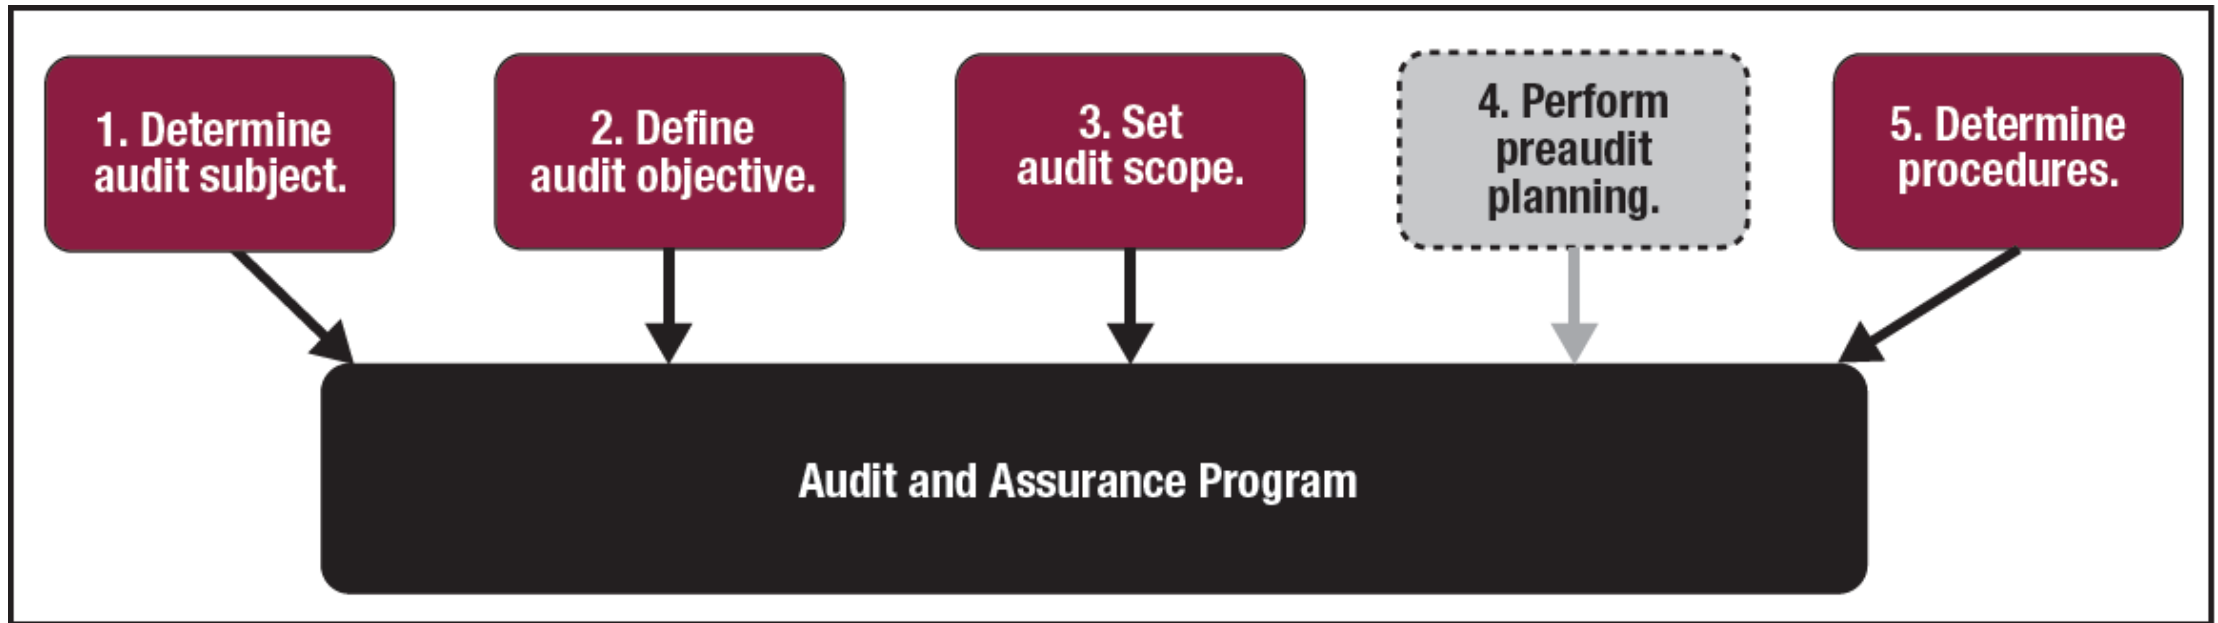 1. Determine
audit subject.
2. Define
audit objective.
3. Set
audit scope.
4. Perform
preaudit
planning.
5. Determine
procedures.
Audit and Assurance Program